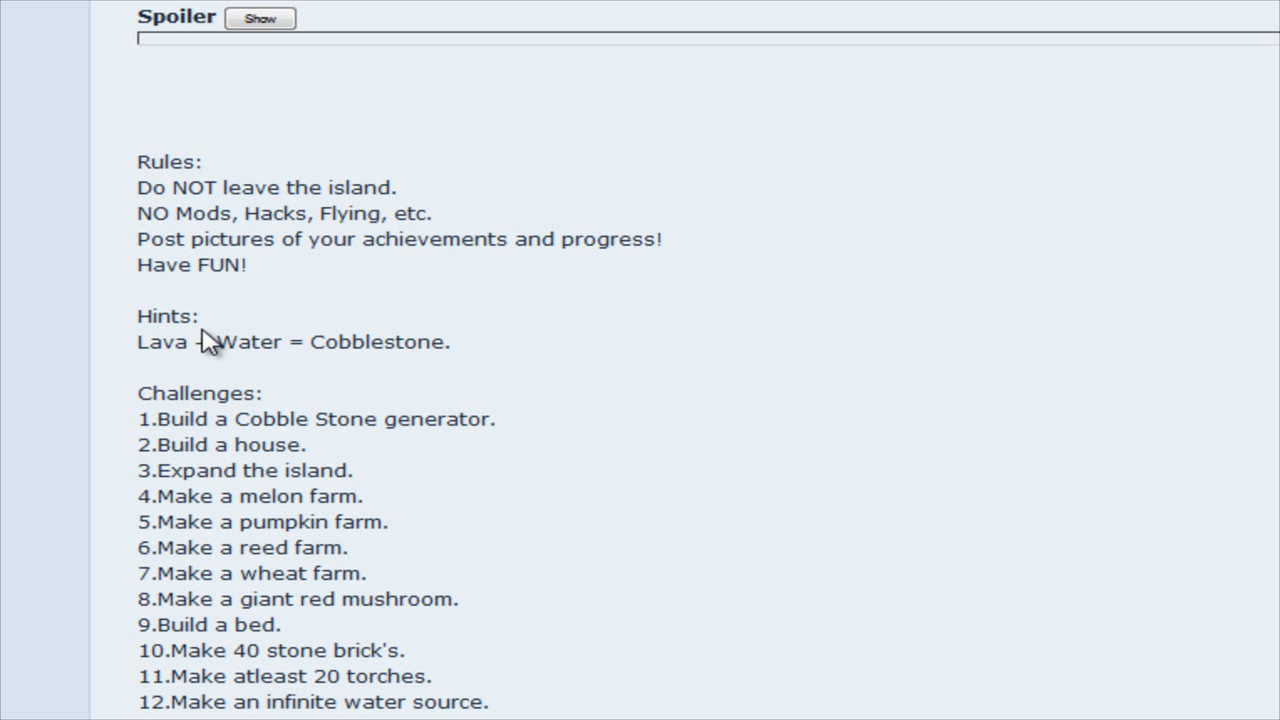 Spoiler Show
Rules:
Do NOT leave the island.
NO Mods, Hacks, Flying, etc.
Post pictures of your achievements and progress!
Have FUN!
Hints:
Lava + Water = Cobblestone.
Challenges:
1.Build a Cobble Stone generator.
2.Build a house.
3.Expand the island.
4.Make a melon farm.
5.Make a pumpkin farm.
6.Make a reed farm.
7.Make a wheat farm.
8.Make a giant red mushroom.
9.Build a bed.
10.Make 40 stone brick's.
11.Make atleast 20 torches.
12.Make an infinite water source.